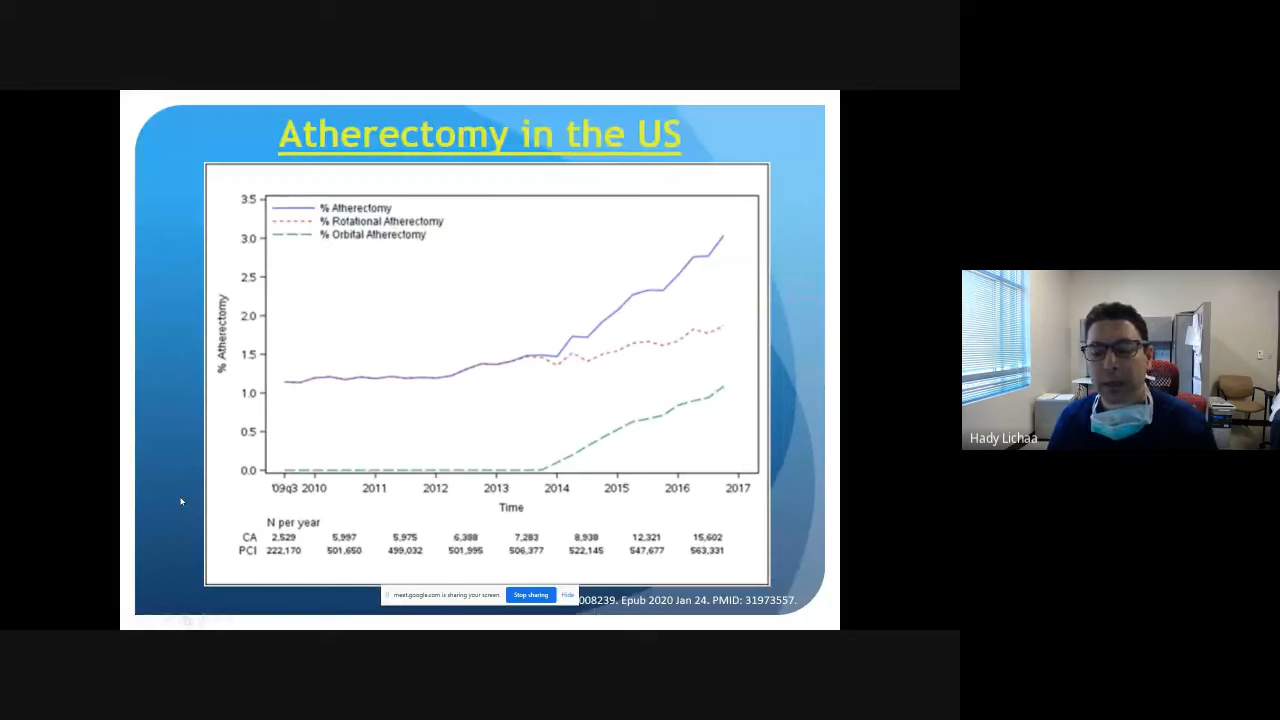 Atherectomy in the US
3.5
3.0
2.5
2.0
1.5
1.0
0.5
0.0
% Atherectomy
% Atherectomy
% Rotational Atherectomy
% Orbital Atherectomy
'09q3 2010 2011 2012 2013 2014 2015 2016 2017
Time
N per year
CA 2,529 5,997 5,975 6,388 7,283 8,938 12,321 15,602
PCI 222,170 501,650 499,032 501,995 506,377 522,145 547,677 563,331
meet.google.com is sharing your screen. Stop sharing Hide
008239. Epub 2020 Jan 24. PMID: 31973557.
Hady Lichaa